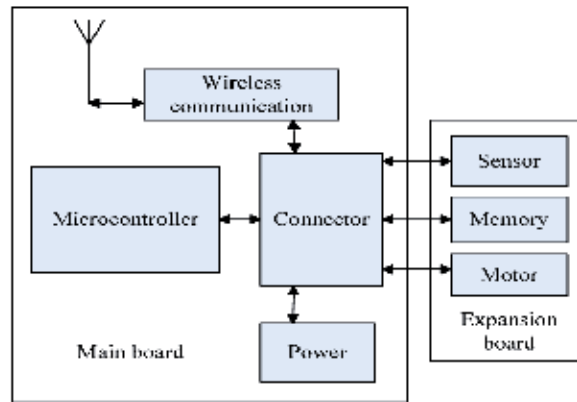 Wireless
communication
Microcontroller
Connector
Sensor
Memory
Motor
Power
Main board
Expansion
board